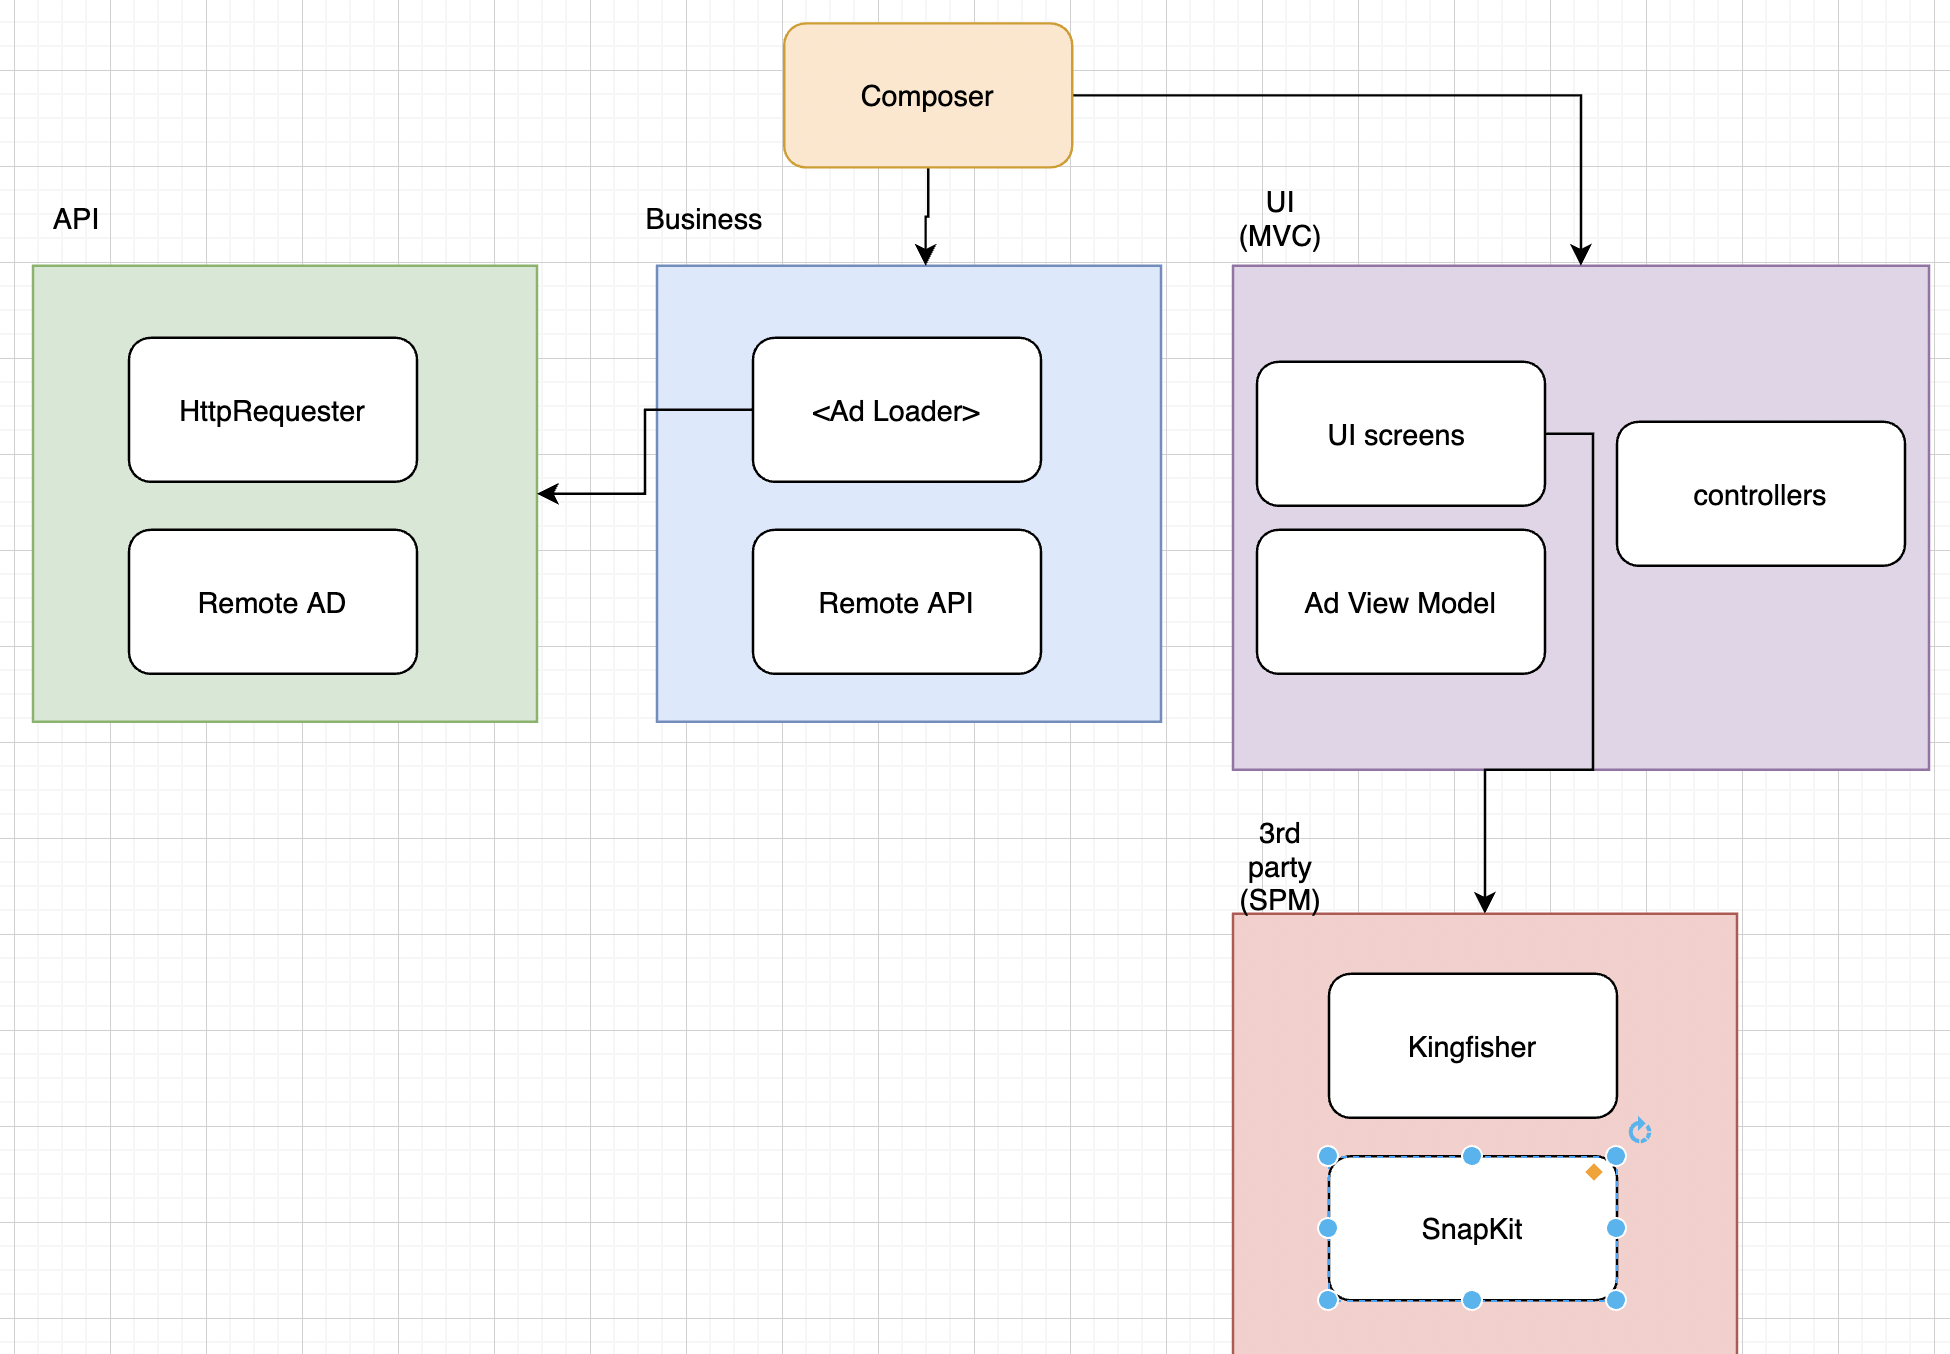 Composer
API
Business
UI
(MVC)
HttpRequester
Remote AD
<Ad Loader>
Remote API
UI screens
controllers
Ad View Model
3rd
party
(SPM)
Kingfisher
SnapKit